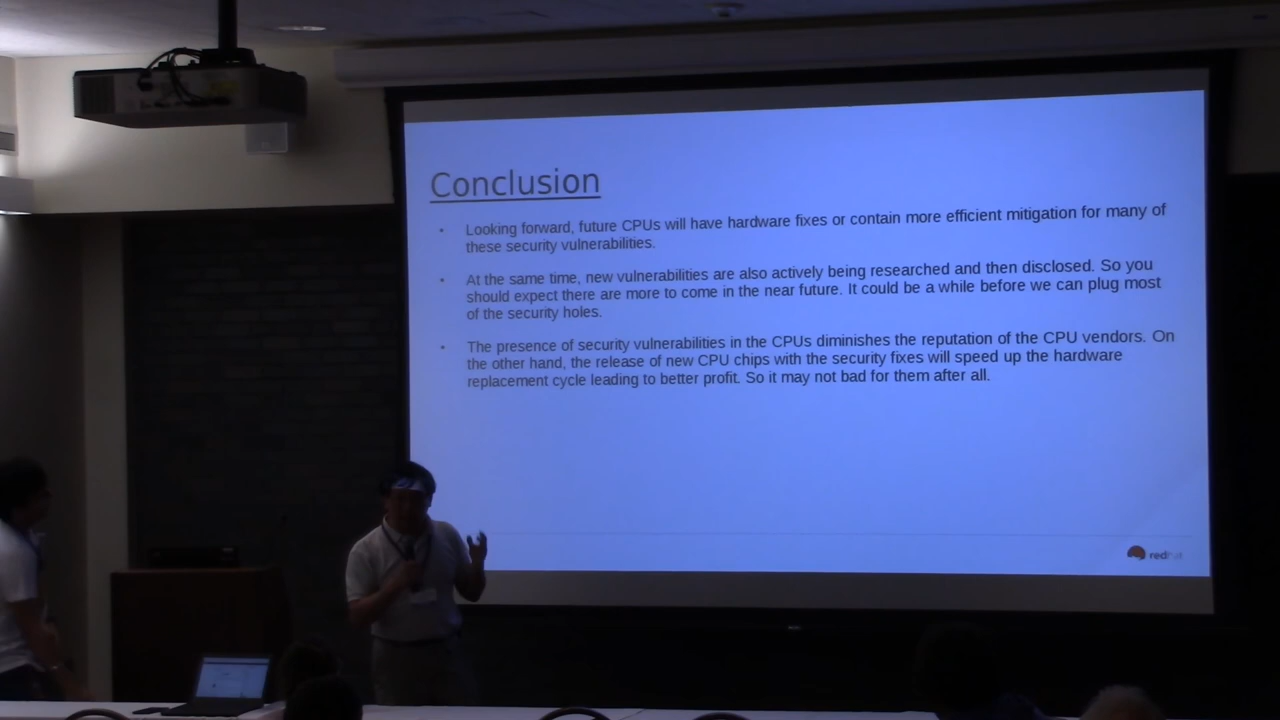 Conclusion
Looking forward, future CPUs will have hardware fixes or contain more efficient mitigation for many of
these security vulnerabilities.
At the same time, new vulnerabilities are also actively being researched and then disclosed. So you
should expect there are more to come in the near future. It could be a while before we can plug most
of the security holes.
The presence of security vulnerabilities in the CPUs diminishes the reputation of the CPU vendors. On
the other hand, the release of new CPU chips with the security fixes will speed up the hardware
replacement cycle leading to better profit. So it may not bad for them after all.
redhat